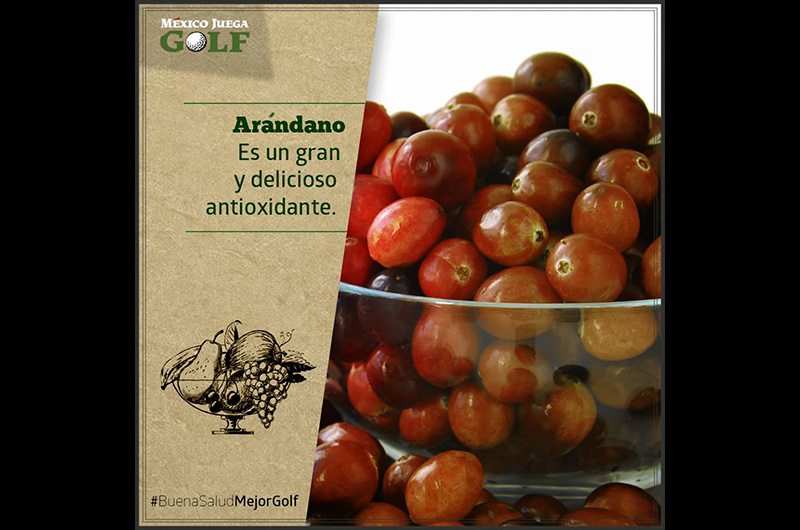 MÉXICO JUEGA
GOLF
Arándano
Es un gran
y delicioso
antioxidante.
#BuenaSaludMejorGolf